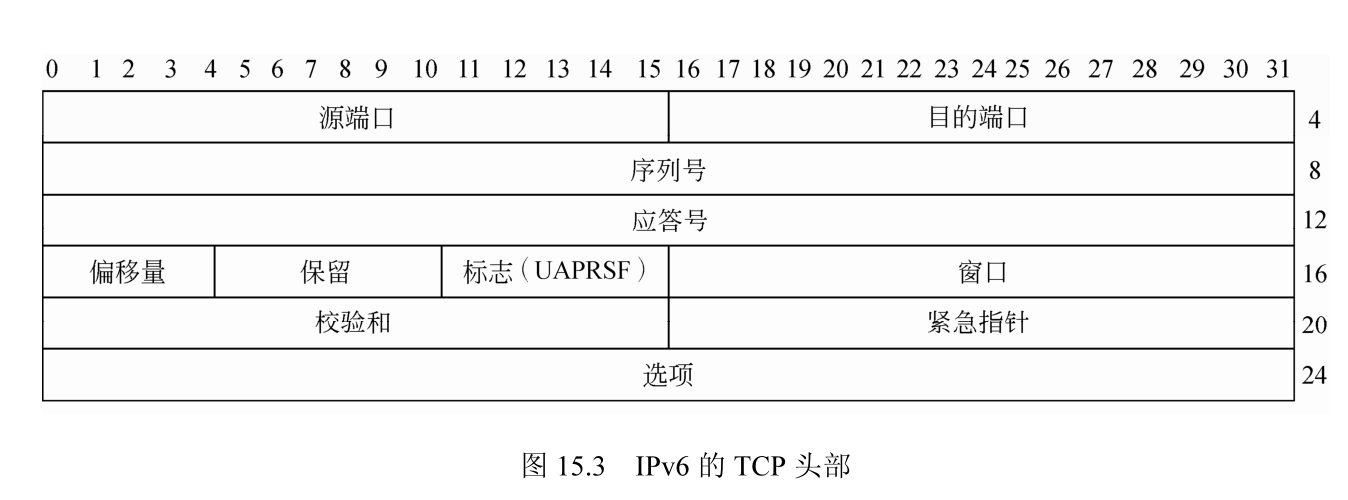 0 1 2 3 4 5 6 7 8 9 10 11 12 13 14 15 16 17 18 19 20 21 22 23 24 25 26 27 28 29 30 31
源端口 目的端口 4
序列号 8
应答号 12
偏移量 保留 标志（UAPRSF） 窗口 16
校验和 紧急指针 20
选项 24
图 15.3 IPv6 的 TCP 头部